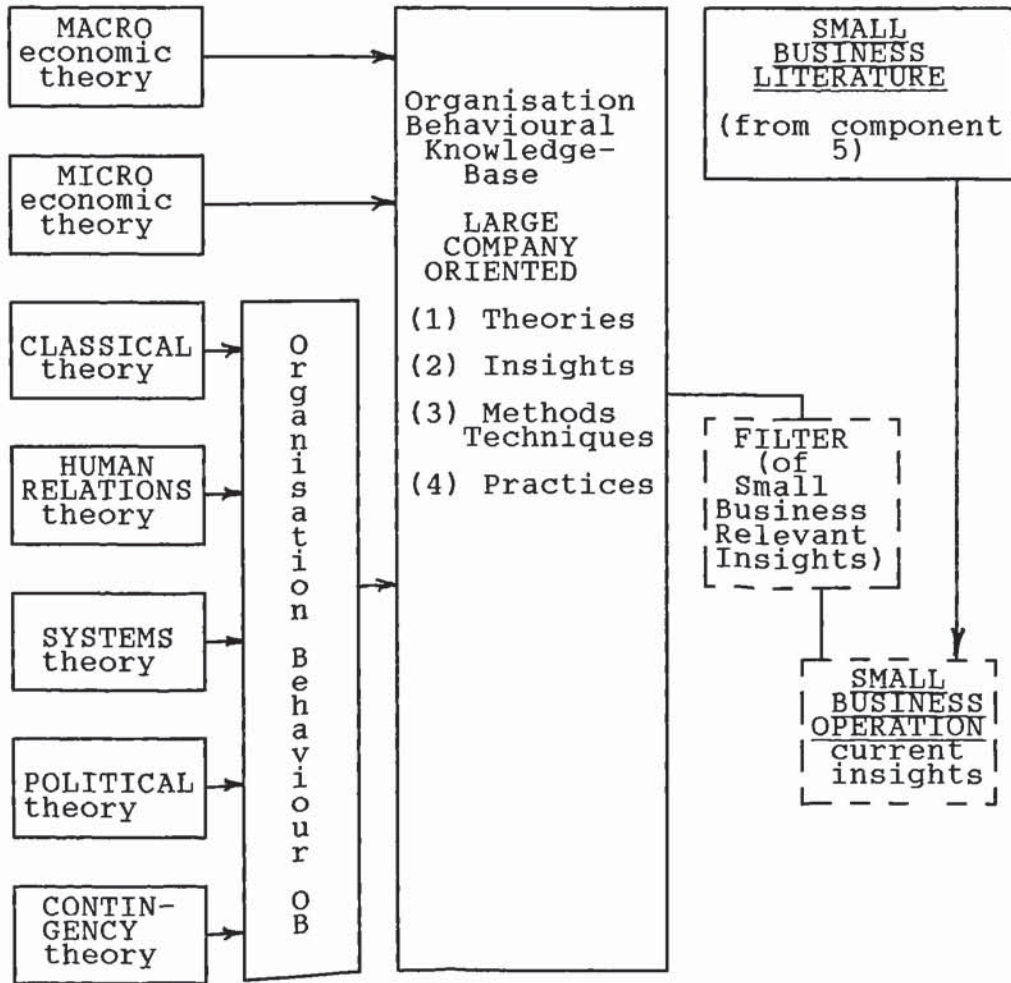 MACRO
economic
theory
MICRO
economic
theory
CLASSICAL
theory
HUMAN
RELATIONS
theory
SYSTEMS
theory
POLITICAL
theory
CONTIN-
GENCY
theory
Organisation Behaviour OB
Organisation
Behavioural
Knowledge-
Base
LARGE
COMPANY
ORIENTED
(1) Theories
(2) Insights
(3) Methods
Techniques
(4) Practices
SMALL
BUSINESS
LITERATURE
(from component
5)
FILTER
(of
Small
Business
Relevant
Insights)
SMALL
BUSINESS
OPERATION
current
insights